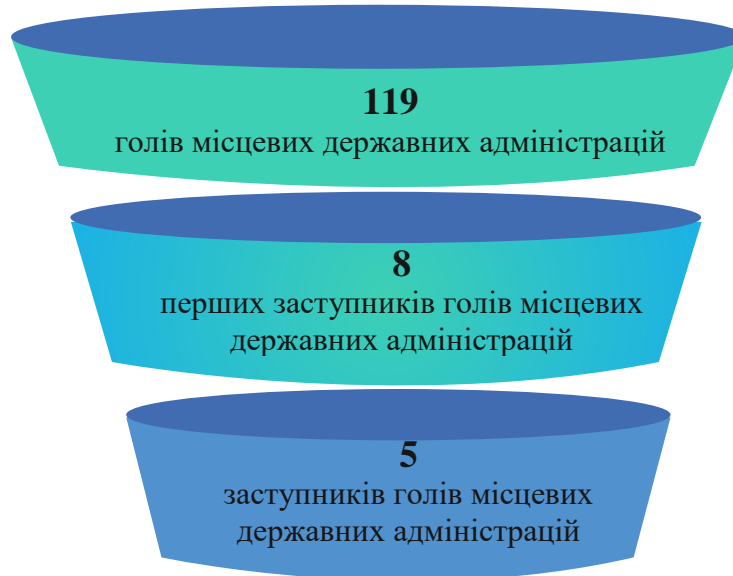 119
голів місцевих державних адміністрацій
8
перших заступників голів місцевих
державних адміністрацій
5
заступників голів місцевих
державних адміністрацій